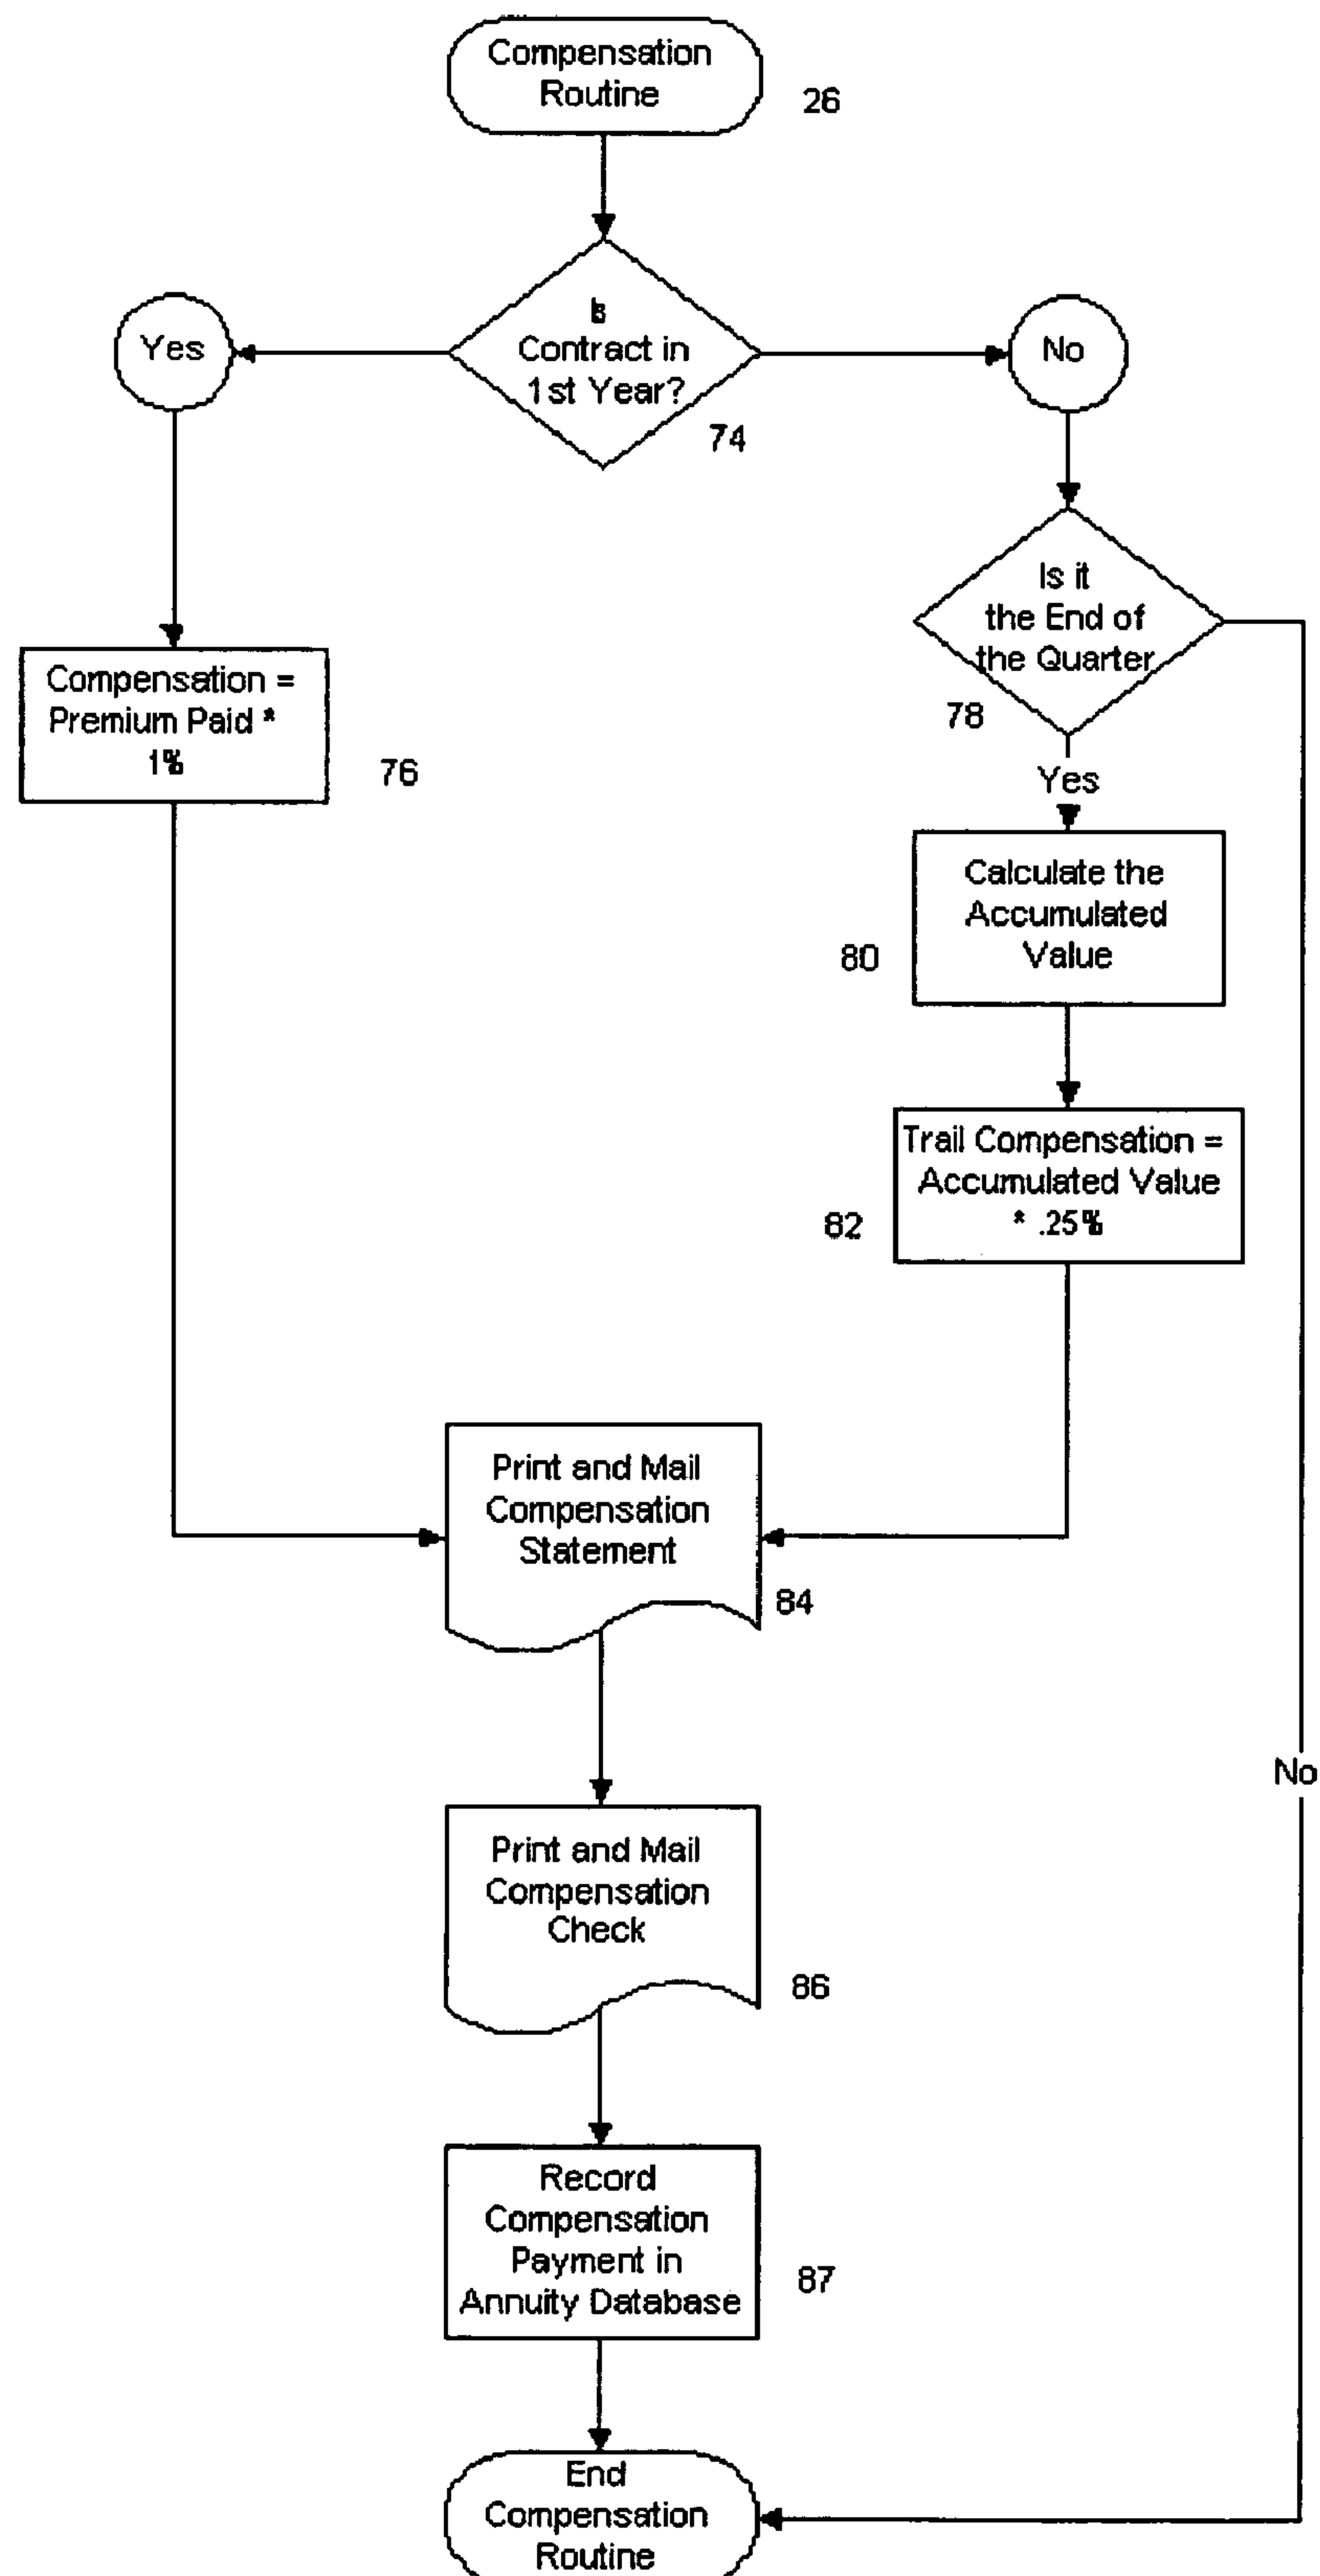 Compensation
Routine
26
Is
Contract in
1st Year?
74
Yes
No
Is it
the End of
the Quarter
78
Yes
Compensation =
Premium Paid *
1%
76
Calculate the
Accumulated
Value
80
Trail Compensation =
Accumulated Value
* .25%
82
Print and Mail
Compensation
Statement
84
No
Print and Mail
Compensation
Check
86
Record
Compensation
Payment in
Annuity Database
87
End
Compensation
Routine